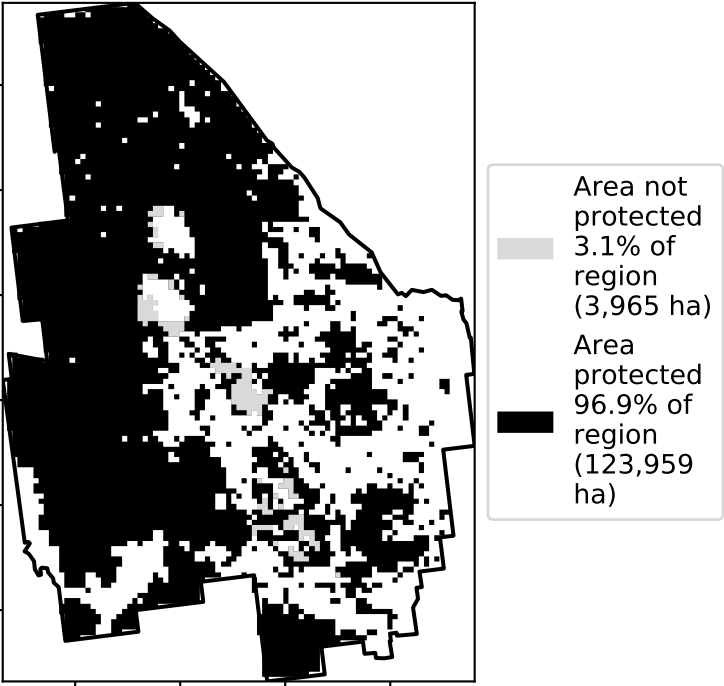 Area not
protected
3.1% of
region
(3,965 ha)
Area
protected
96.9% of
region
(123,959
ha)